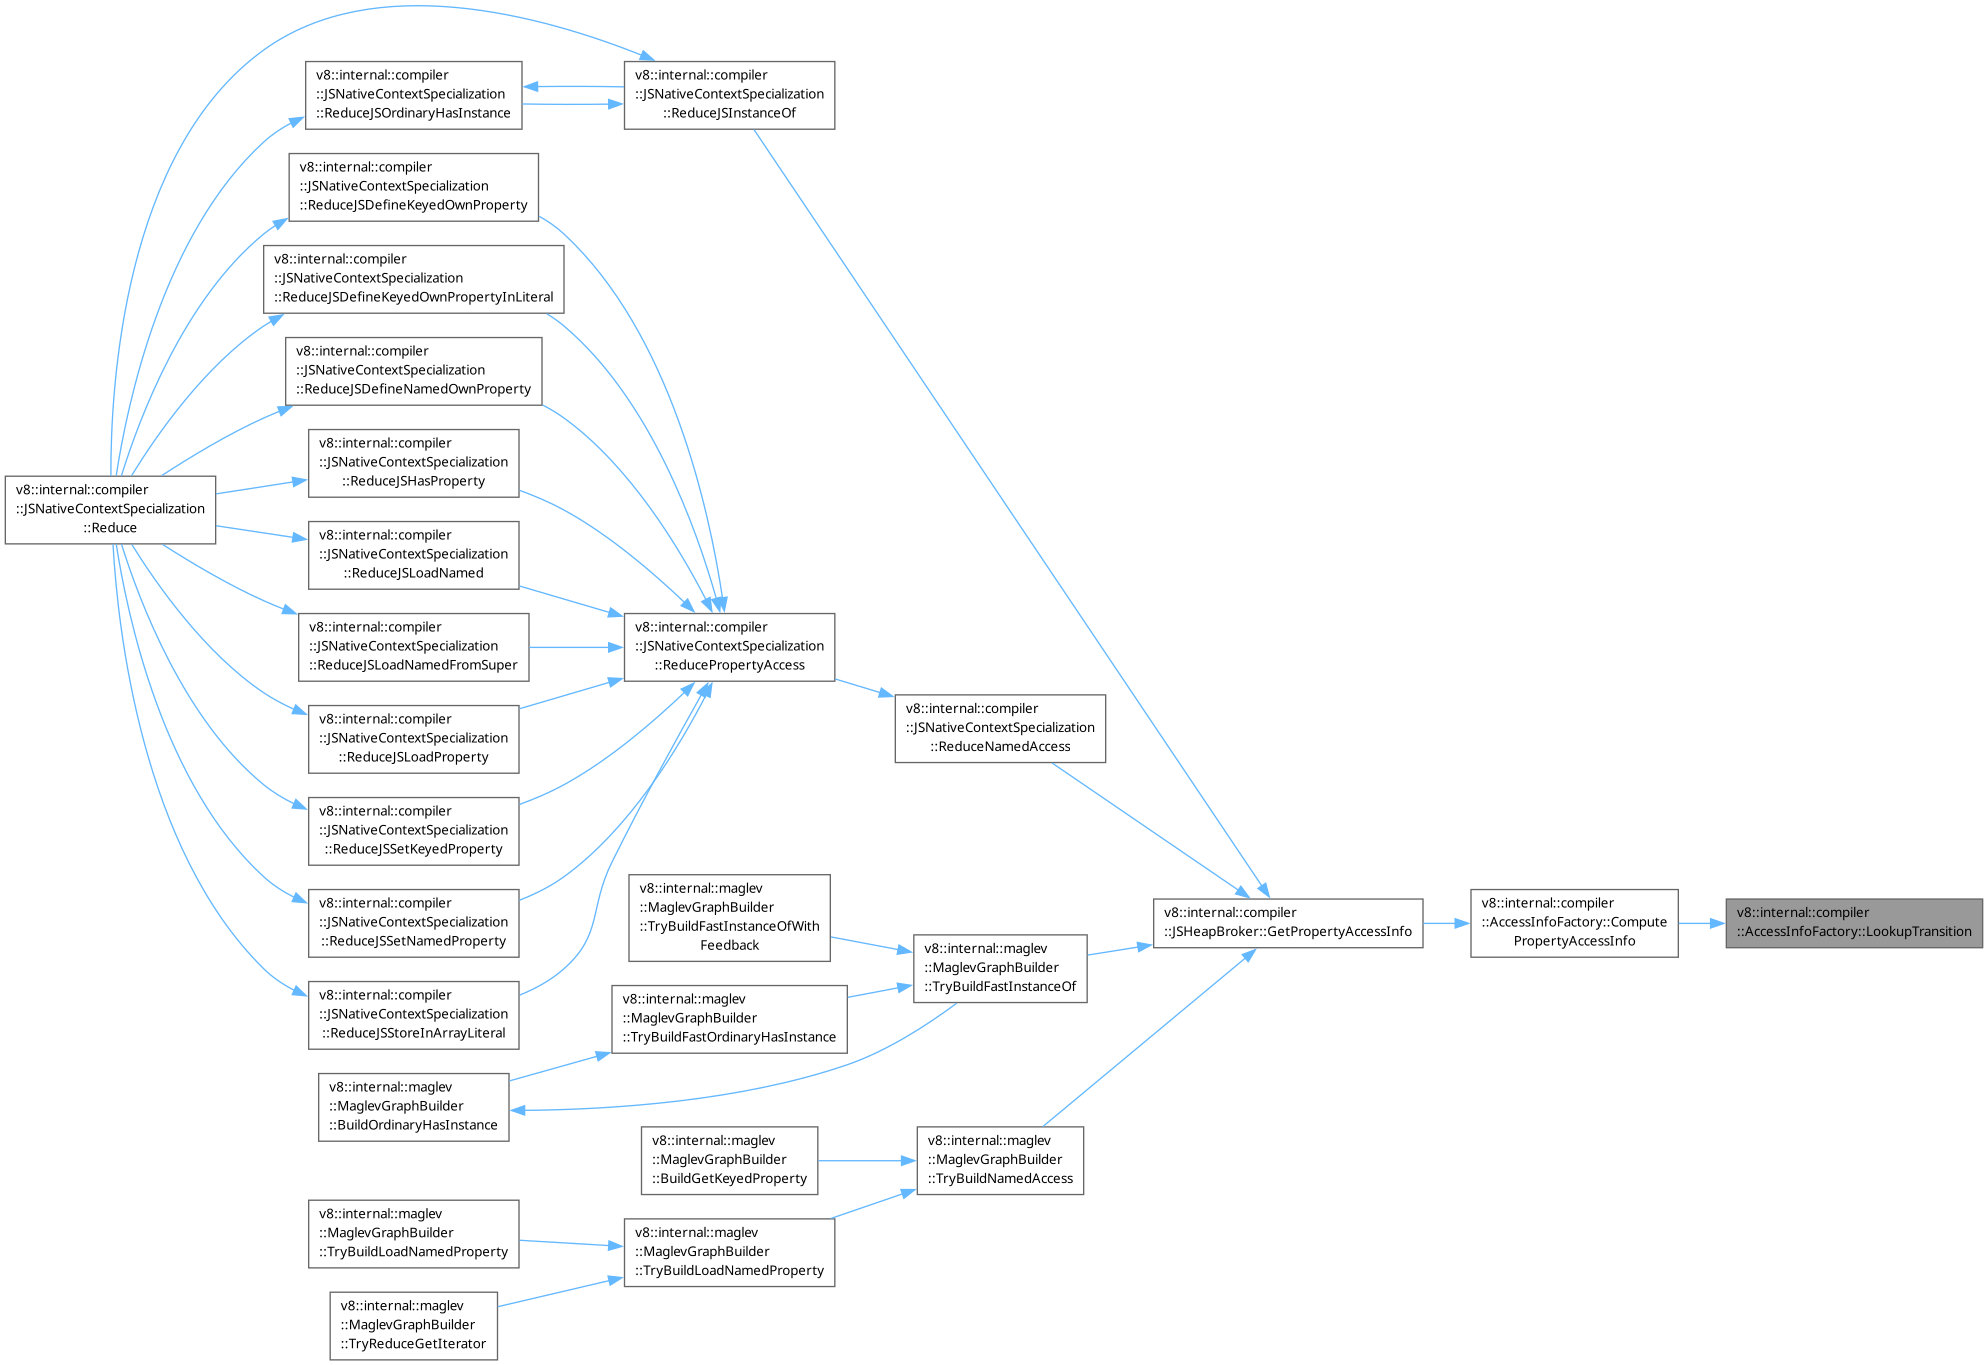 v8::internal::compiler
::JSNativeContextSpecialization
::ReduceJSOrdinaryHasInstance
v8::internal::compiler
::JSNativeContextSpecialization
::ReduceJSInstanceOf
v8::internal::compiler
::JSNativeContextSpecialization
::ReduceJSDefineKeyedOwnProperty
v8::internal::compiler
::JSNativeContextSpecialization
::ReduceJSDefineKeyedOwnPropertyInLiteral
v8::internal::compiler
::JSNativeContextSpecialization
::ReduceJSDefineNamedOwnProperty
v8::internal::compiler
::JSNativeContextSpecialization
::ReduceJSHasProperty
v8::internal::compiler
::JSNativeContextSpecialization
::Reduce
v8::internal::compiler
::JSNativeContextSpecialization
::ReduceJSLoadNamed
v8::internal::compiler
::JSNativeContextSpecialization
::ReduceJSLoadNamedFromSuper
v8::internal::compiler
::JSNativeContextSpecialization
::ReducePropertyAccess
v8::internal::compiler
::JSNativeContextSpecialization
::ReduceNamedAccess
v8::internal::compiler
::JSNativeContextSpecialization
::ReduceJSLoadProperty
v8::internal::compiler
::JSNativeContextSpecialization
::ReduceJSSetKeyedProperty
v8::internal::compiler
::JSNativeContextSpecialization
::ReduceJSSetNamedProperty
v8::internal::maglev
::MaglevGraphBuilder
::TryBuildFastInstanceOfWith
Feedback
v8::internal::maglev
::MaglevGraphBuilder
::TryBuildFastInstanceOf
v8::internal::compiler
::JSHeapBroker::GetPropertyAccessInfo
v8::internal::compiler
::AccessInfoFactory::Compute
PropertyAccessInfo
v8::internal::compiler
::AccessInfoFactory::LookupTransition
v8::internal::compiler
::JSNativeContextSpecialization
::ReduceJSStoreInArrayLiteral
v8::internal::maglev
::MaglevGraphBuilder
::TryBuildFastOrdinaryHasInstance
v8::internal::maglev
::MaglevGraphBuilder
::BuildOrdinaryHasInstance
v8::internal::maglev
::MaglevGraphBuilder
::BuildGetKeyedProperty
v8::internal::maglev
::MaglevGraphBuilder
::TryBuildNamedAccess
v8::internal::maglev
::MaglevGraphBuilder
::TryBuildLoadNamedProperty
v8::internal::maglev
::MaglevGraphBuilder
::TryBuildLoadNamedProperty
v8::internal::maglev
::MaglevGraphBuilder
::TryReduceGetIterator